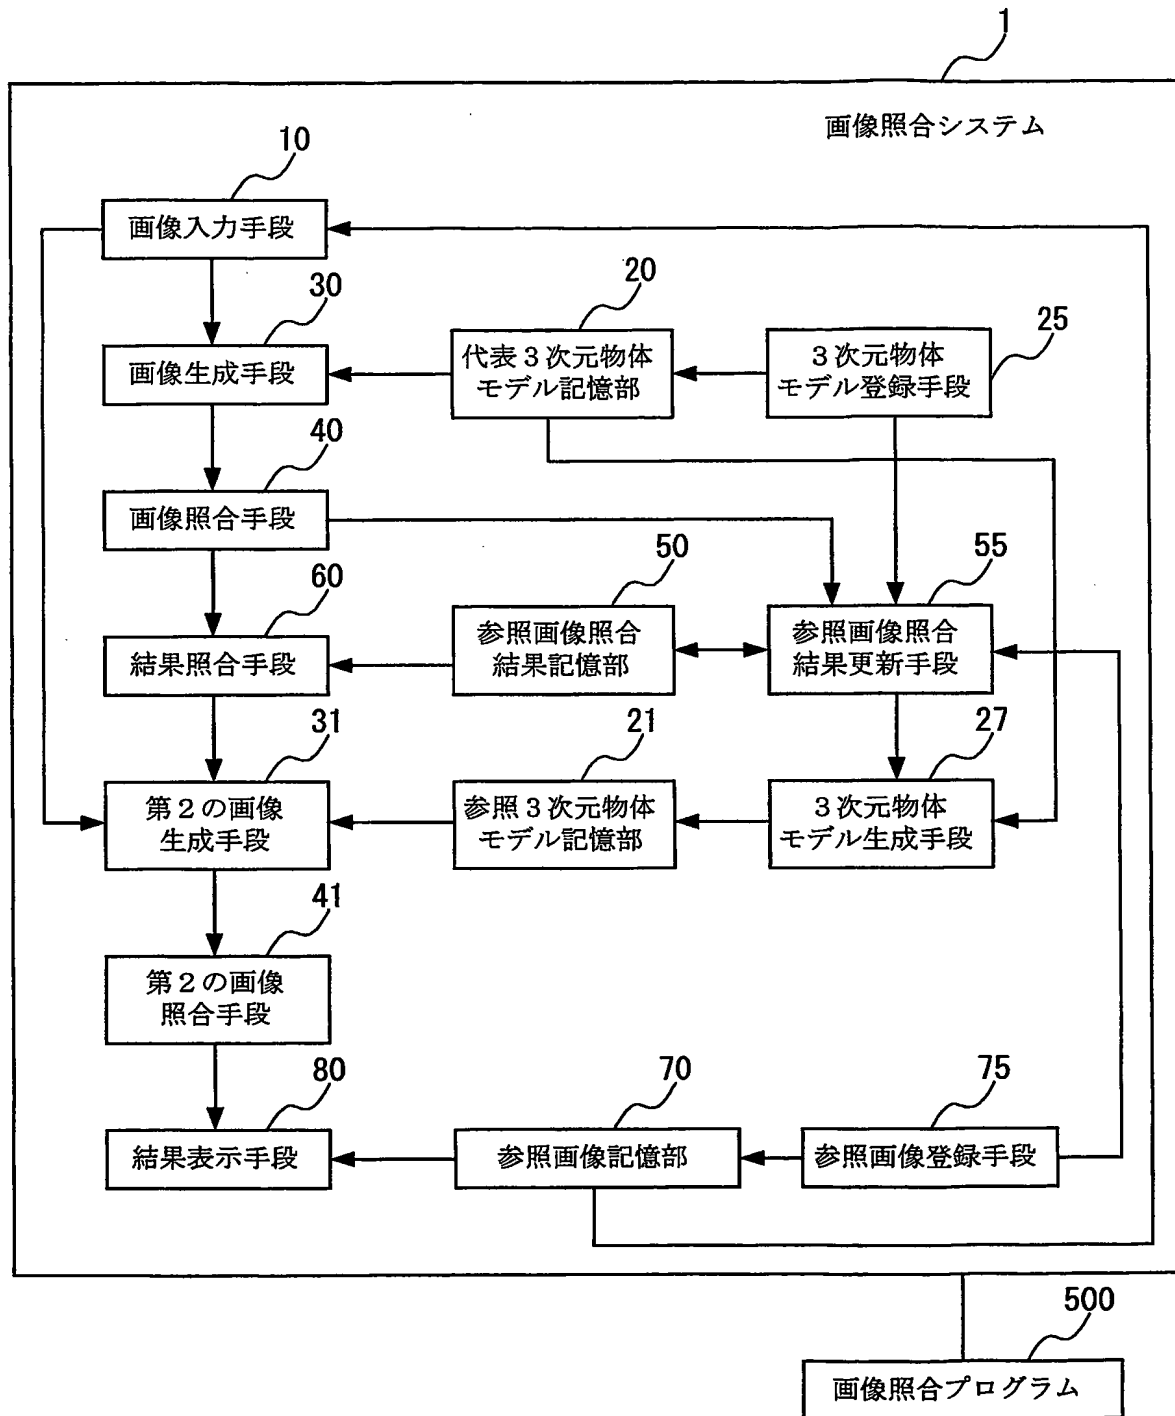 1
画像照合システム
10
画像入力手段
30
画像生成手段
20
代表３次元物体
モデル記憶部
25
３次元物体
モデル登録手段
40
画像照合手段
60
結果照合手段
50
参照画像照合
結果記憶部
55
参照画像照合
結果更新手段
31
第２の画像
生成手段
21
参照３次元物体
モデル記憶部
27
３次元物体
モデル生成手段
41
第２の画像
照合手段
80
結果表示手段
70
参照画像記憶部
75
参照画像登録手段
500
画像照合プログラム